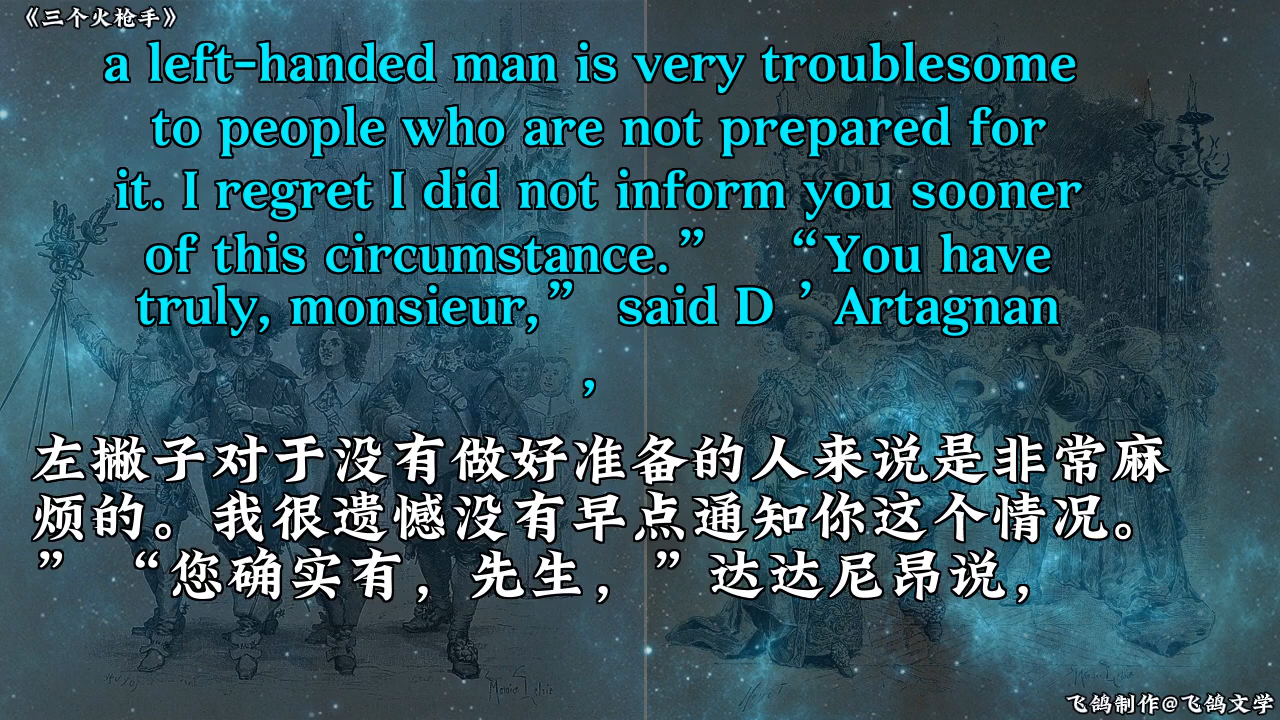 《三个火枪手》
a left-handed man is very troublesome
to people who are not prepared for
it. I regret I did not inform you sooner
of this circumstance.” “You have
truly, monsieur,” said D ’ Artagnan
,
左撇子对于没有做好准备的人来说是非常麻
烦的。我很遗憾没有早点通知你这个情况。
” “您确实有，先生，”达达尼昂说，
飞鸽制作@飞鸽文学